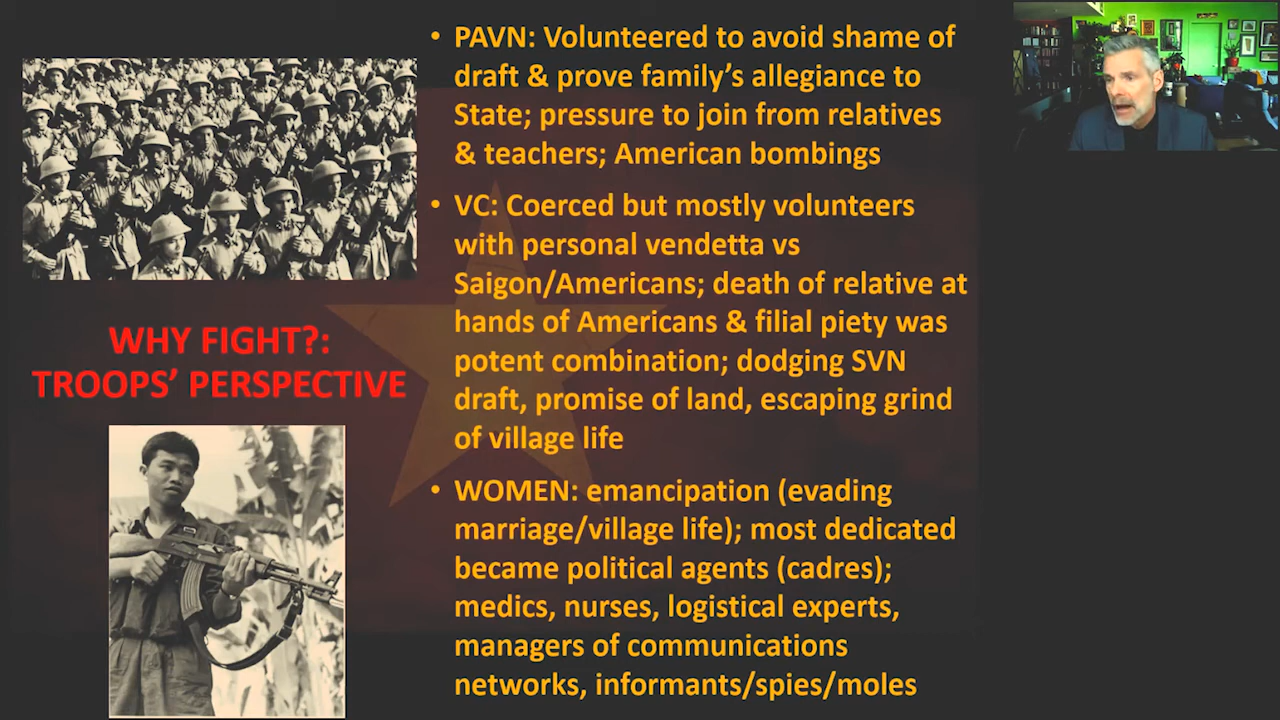 WHY FIGHT?:
TROOPS’ PERSPECTIVE
• PAVN: Volunteered to avoid shame of
draft & prove family’s allegiance to
State; pressure to join from relatives
& teachers; American bombings
• VC: Coerced but mostly volunteers
with personal vendetta vs
Saigon/Americans; death of relative at
hands of Americans & filial piety was
potent combination; dodging SVN
draft, promise of land, escaping grind
of village life
• WOMEN: emancipation (evading
marriage/village life); most dedicated
became political agents (cadres);
medics, nurses, logistical experts,
managers of communications
networks, informants/spies/moles